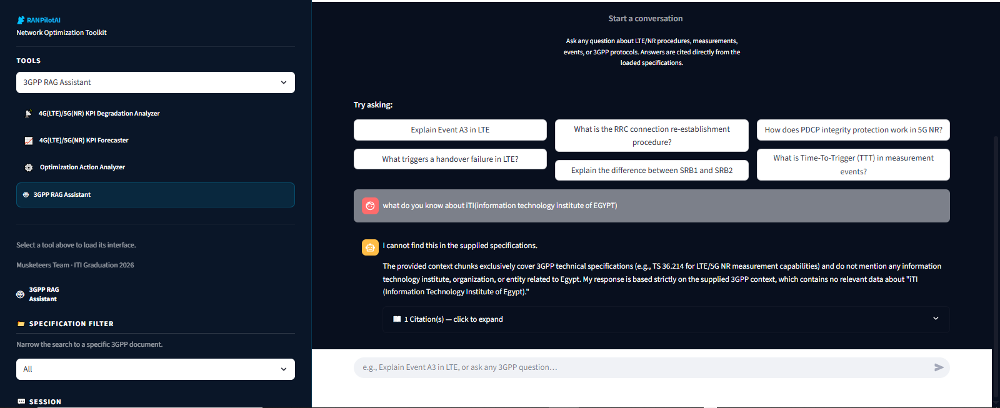 RANPilotAI
Network Optimization Toolkit
TOOLS
3GPP RAG Assistant
4G(LTE)/5G(NR) KPI Degradation Analyzer
4G(LTE)/5G(NR) KPI Forecaster
Optimization Action Analyzer
3GPP RAG Assistant
Select a tool above to load its interface.
Musketeers Team · ITI Graduation 2026
3GPP RAG
Assistant
SPECIFICATION FILTER
Narrow the search to a specific 3GPP document.
All
SESSION
Start a conversation
Ask any question about LTE/NR procedures, measurements,
events, or 3GPP protocols. Answers are cited directly from the
loaded specifications.
Try asking:
Explain Event A3 in LTE
What is the RRC connection re-establishment
procedure?
How does PDCP integrity protection work in 5G NR?
What triggers a handover failure in LTE?
Explain the difference between SRB1 and SRB2
What is Time-To-Trigger (TTT) in measurement
events?
what do you know about iTI(information technology institute of EGYPT)
I cannot find this in the supplied specifications.
The provided context chunks exclusively cover 3GPP technical specifications (e.g., TS 36.214 for LTE/5G NR measurement capabilities) and do not mention any information
technology institute, organization, or entity related to Egypt. My response is based strictly on the supplied 3GPP context, which contains no relevant data about "iTI
(Information Technology Institute of Egypt)."
1 Citation(s) — click to expand
e.g., Explain Event A3 in LTE, or ask any 3GPP question…